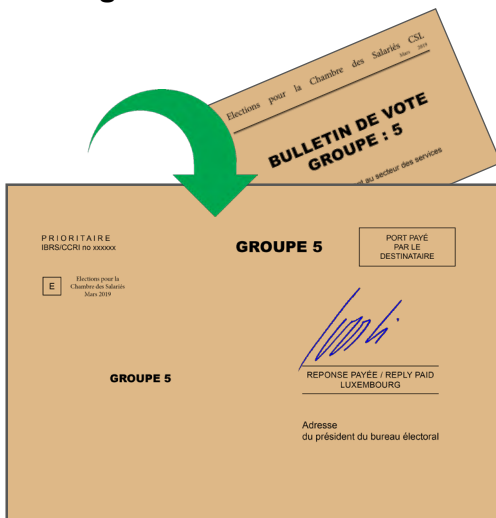 Elections pour la Chambre des Salariés CSL
Mars 2019
BULLETIN DE VOTE
GROUPE : 5
au secteur des services
PRIORITAIRE
IBRS/CCRI no xxxxxx
GROUPE 5
PORT PAYÉ
PAR LE
DESTINATAIRE
E
Elections pour la
Chambre des Salariés
Mars 2019
GROUPE 5
REPONSE PAYÉE / REPLY PAID
LUXEMBOURG
Adresse
du président du bureau électoral